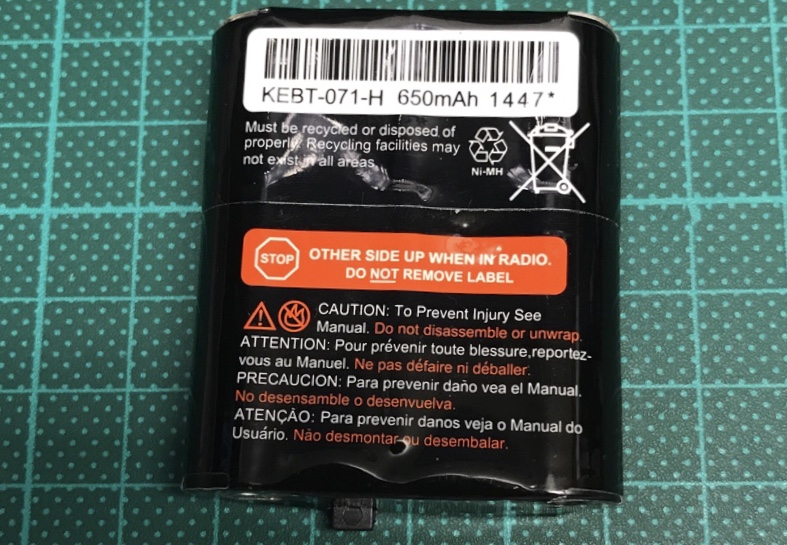 KEBT-071-H 650mAh 1447*
Must be recycled or disposed of
properly. Recycling facilities may
not exist in all areas.
Ni-MH
STOP
OTHER SIDE UP WHEN IN RADIO.
DO NOT REMOVE LABEL
CAUTION: To Prevent Injury See
Manual. Do not disassemble or unwrap.
ATTENTION: Pour prévenir toute blessure,reportez-
vous au Manuel. Ne pas défaire ni déballer.
PRECAUCION: Para prevenir daño vea el Manual.
No desensamble o desenvuelva.
ATENÇÃO: Para prevenir danos veja o Manual do
Usuário. Não desmontar ou desembalar.